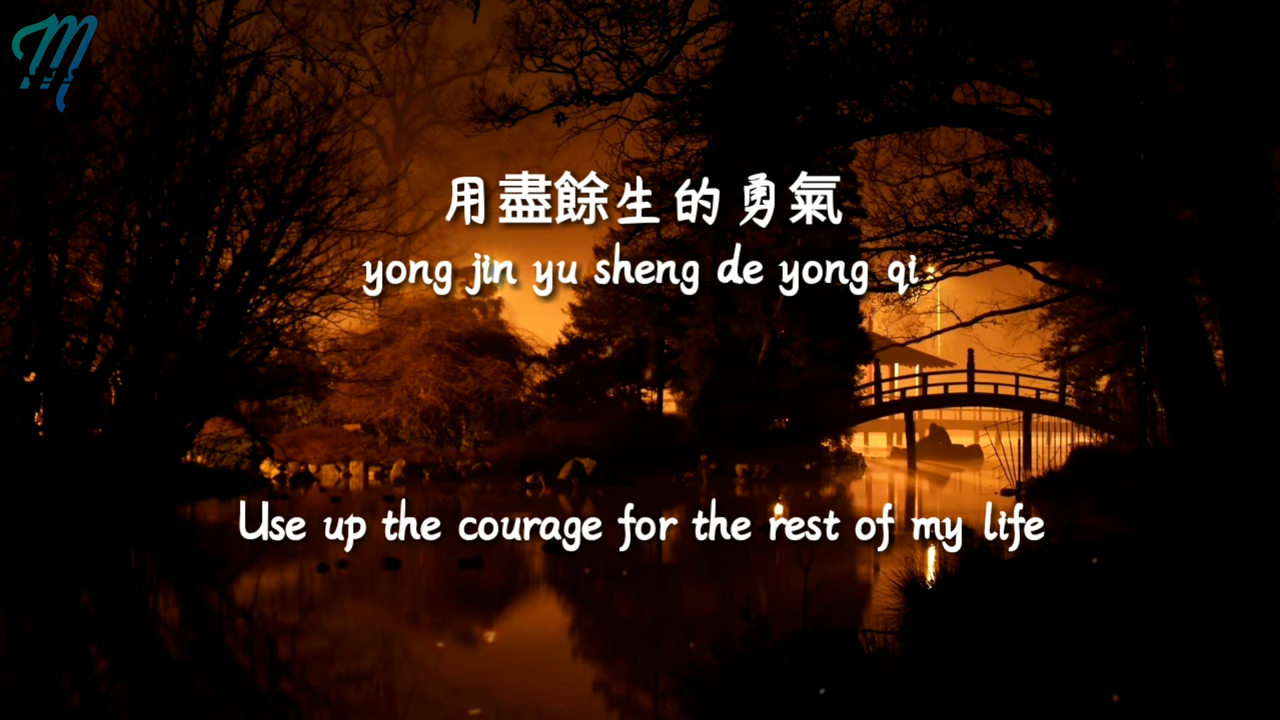 用盡餘生的勇氣
yong jin yu sheng de yong qi
Use up the courage for the rest of my life